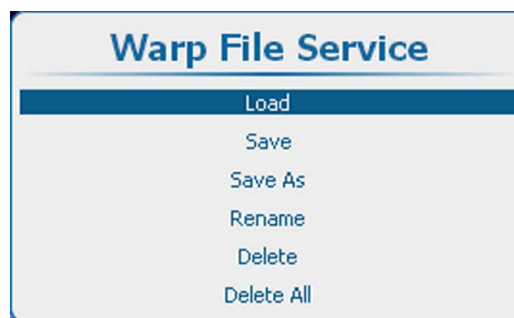 Warp File Service
Load
Save
Save As
Rename
Delete
Delete All